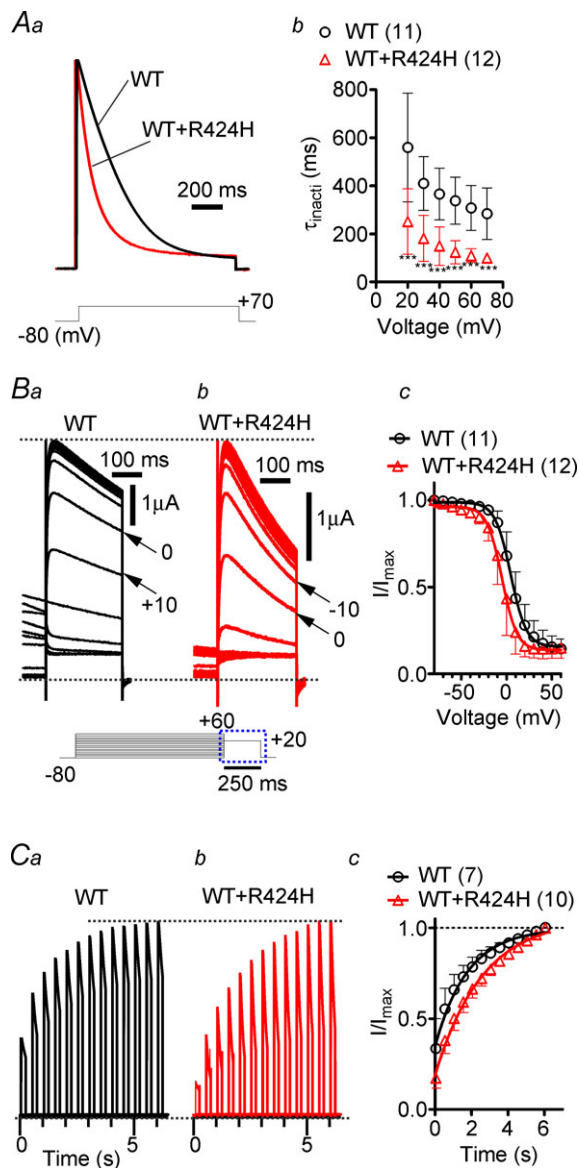 Aa
WT
WT+R424H
200 ms
-80 (mV)
+70
b
WT (11)
WT+R424H (12)
τinacti (ms)
800
600
400
200
0
***
***
***
***
***
***
0 20 40 60 80
Voltage (mV)
Ba
WT
100 ms
1μA
0
+10
b
WT+R424H
100 ms
1μA
-10
0
-80
+60
+20
250 ms
c
WT (11)
WT+R424H (12)
I/Imax
1.0
0.5
0.0
-50 0 50
Voltage (mV)
Ca
WT
0 5
Time (s)
b
WT+R424H
0 5
Time (s)
c
WT (7)
WT+R424H (10)
I/Imax
1.0
0.5
0.0
0 2 4 6
Time (s)